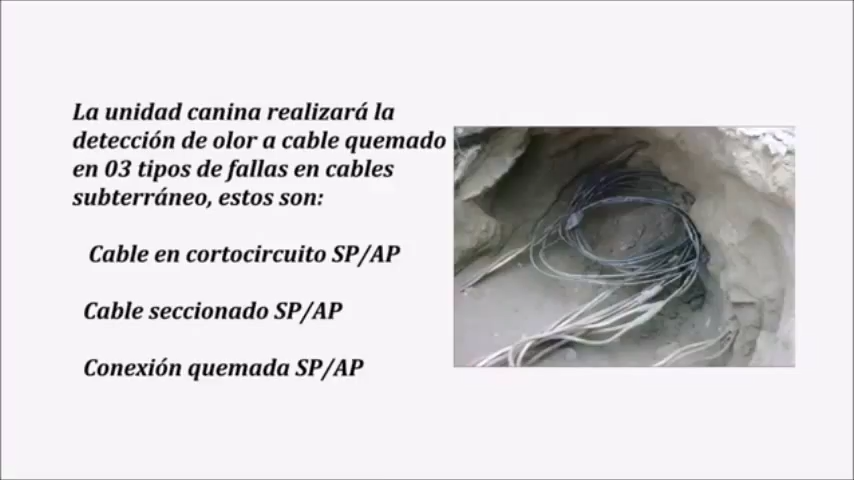 La unidad canina realizará la
detección de olor a cable quemado
en 03 tipos de fallas en cables
subterráneo, estos son:
Cable en cortocircuito SP/AP
Cable seccionado SP/AP
Conexión quemada SP/AP